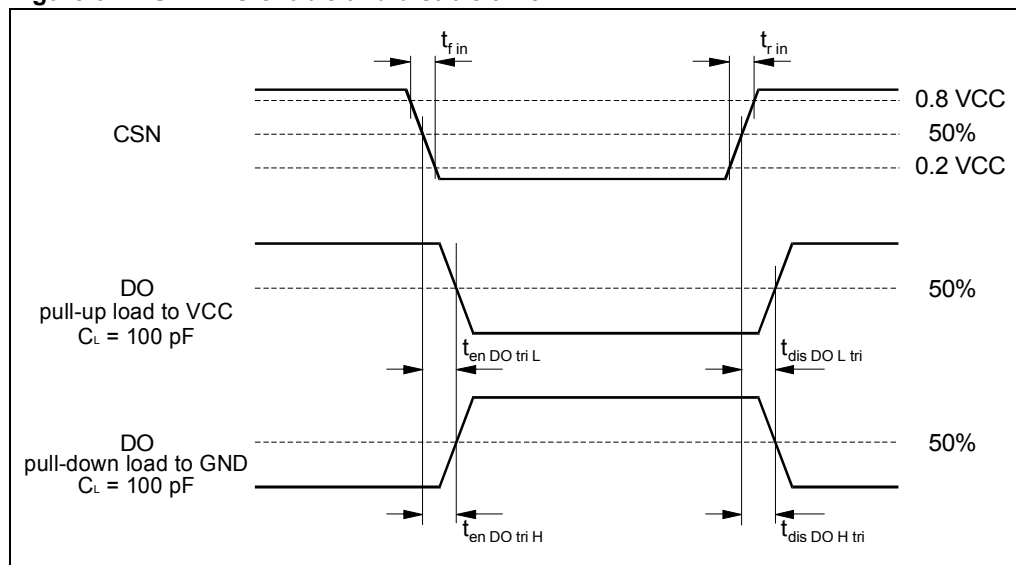 t f in
t r in
0.8 VCC
CSN
50%
0.2 VCC
DO
pull-up load to VCC
CL = 100 pF
50%
t en DO tri L
t dis DO L tri
DO
pull-down load to GND
CL = 100 pF
50%
t en DO tri H
t dis DO H tri